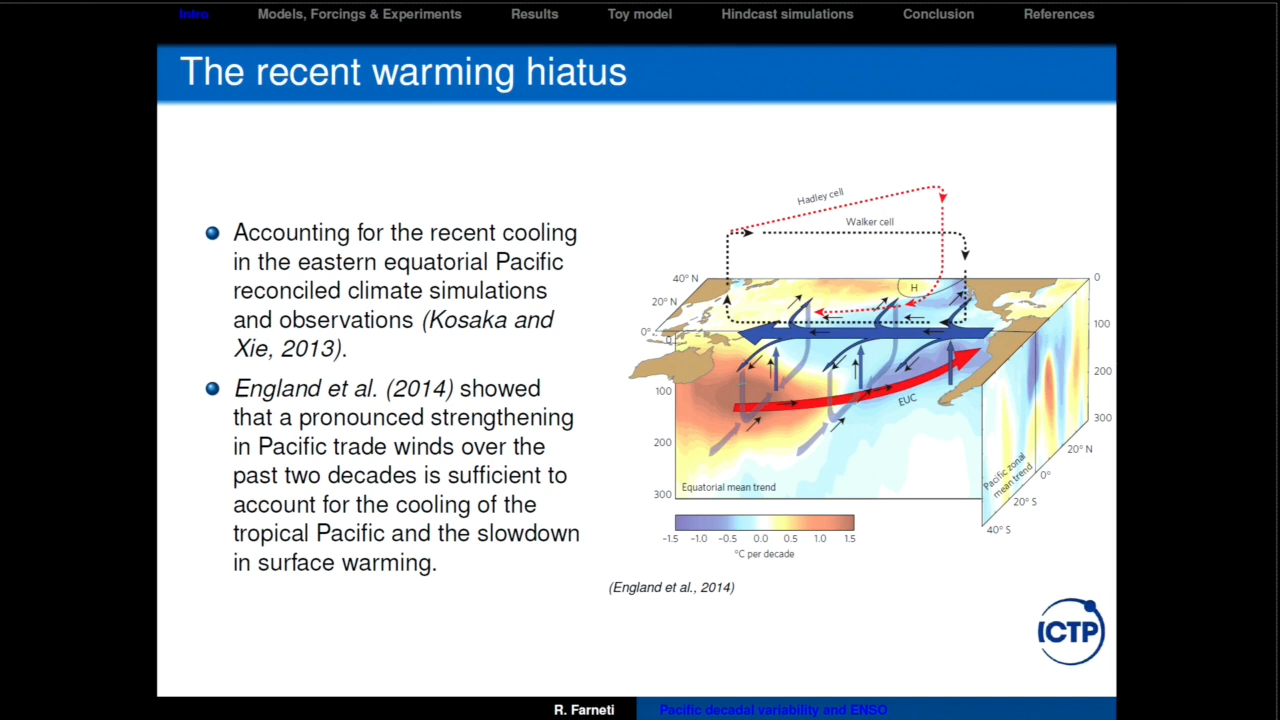 Intro Models, Forcings & Experiments Results Toy model Hindcast simulations Conclusion References
The recent warming hiatus
Accounting for the recent cooling
in the eastern equatorial Pacific
reconciled climate simulations
and observations (Kosaka and
Xie, 2013).
England et al. (2014) showed
that a pronounced strengthening
in Pacific trade winds over the
past two decades is sufficient to
account for the cooling of the
tropical Pacific and the slowdown
in surface warming.
Hadley cell
Walker cell
40° N
20° N
0°
0
H
0
100
200
300
100
200
300
EUC
Equatorial mean trend
Pacific zonal
mean trend
20° N
0°
20° S
40° S
-1.5 -1.0 -0.5 0.0 0.5 1.0 1.5
°C per decade
(England et al., 2014)
ICTP
R. Farneti Pacific decadal variability and ENSO